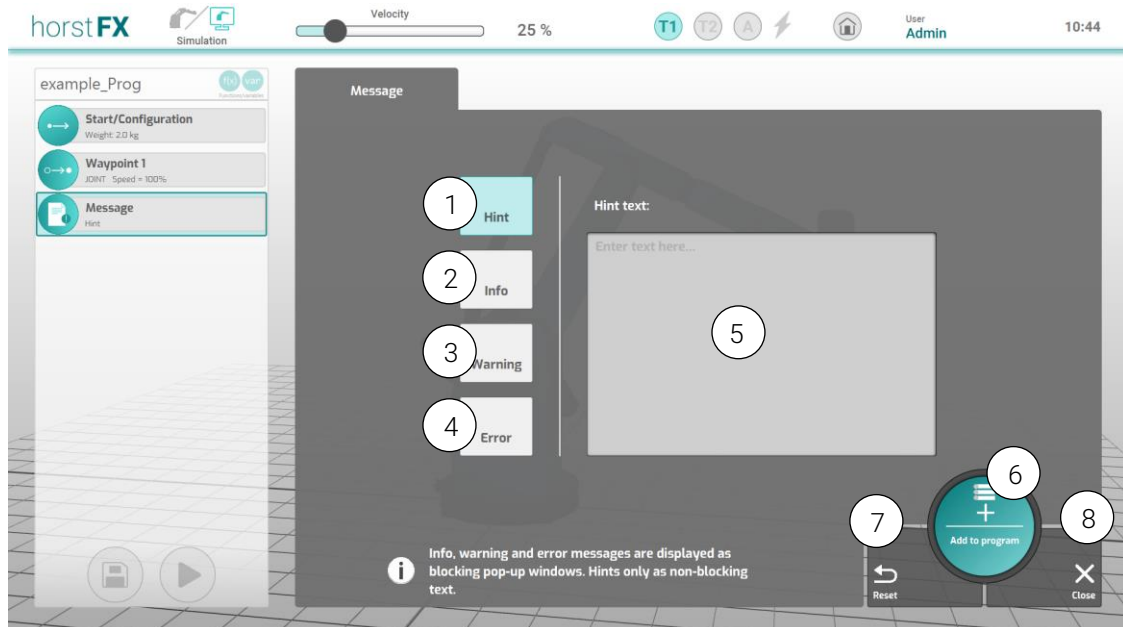 horstFX
Simulation
Velocity
25 %
T1
T2
A
User
Admin
10:44
example_Prog
f(x)
var
Functions/variables
Start/Configuration
Weight: 2.0 kg
Waypoint 1
JOINT Speed = 100%
Message
Hint
Message
1
Hint
2
Info
3
Warning
4
Error
Hint text:
Enter text here...
5
Info, warning and error messages are displayed as
blocking pop-up windows. Hints only as non-blocking
text.
6
Add to program
7
Reset
8
Close